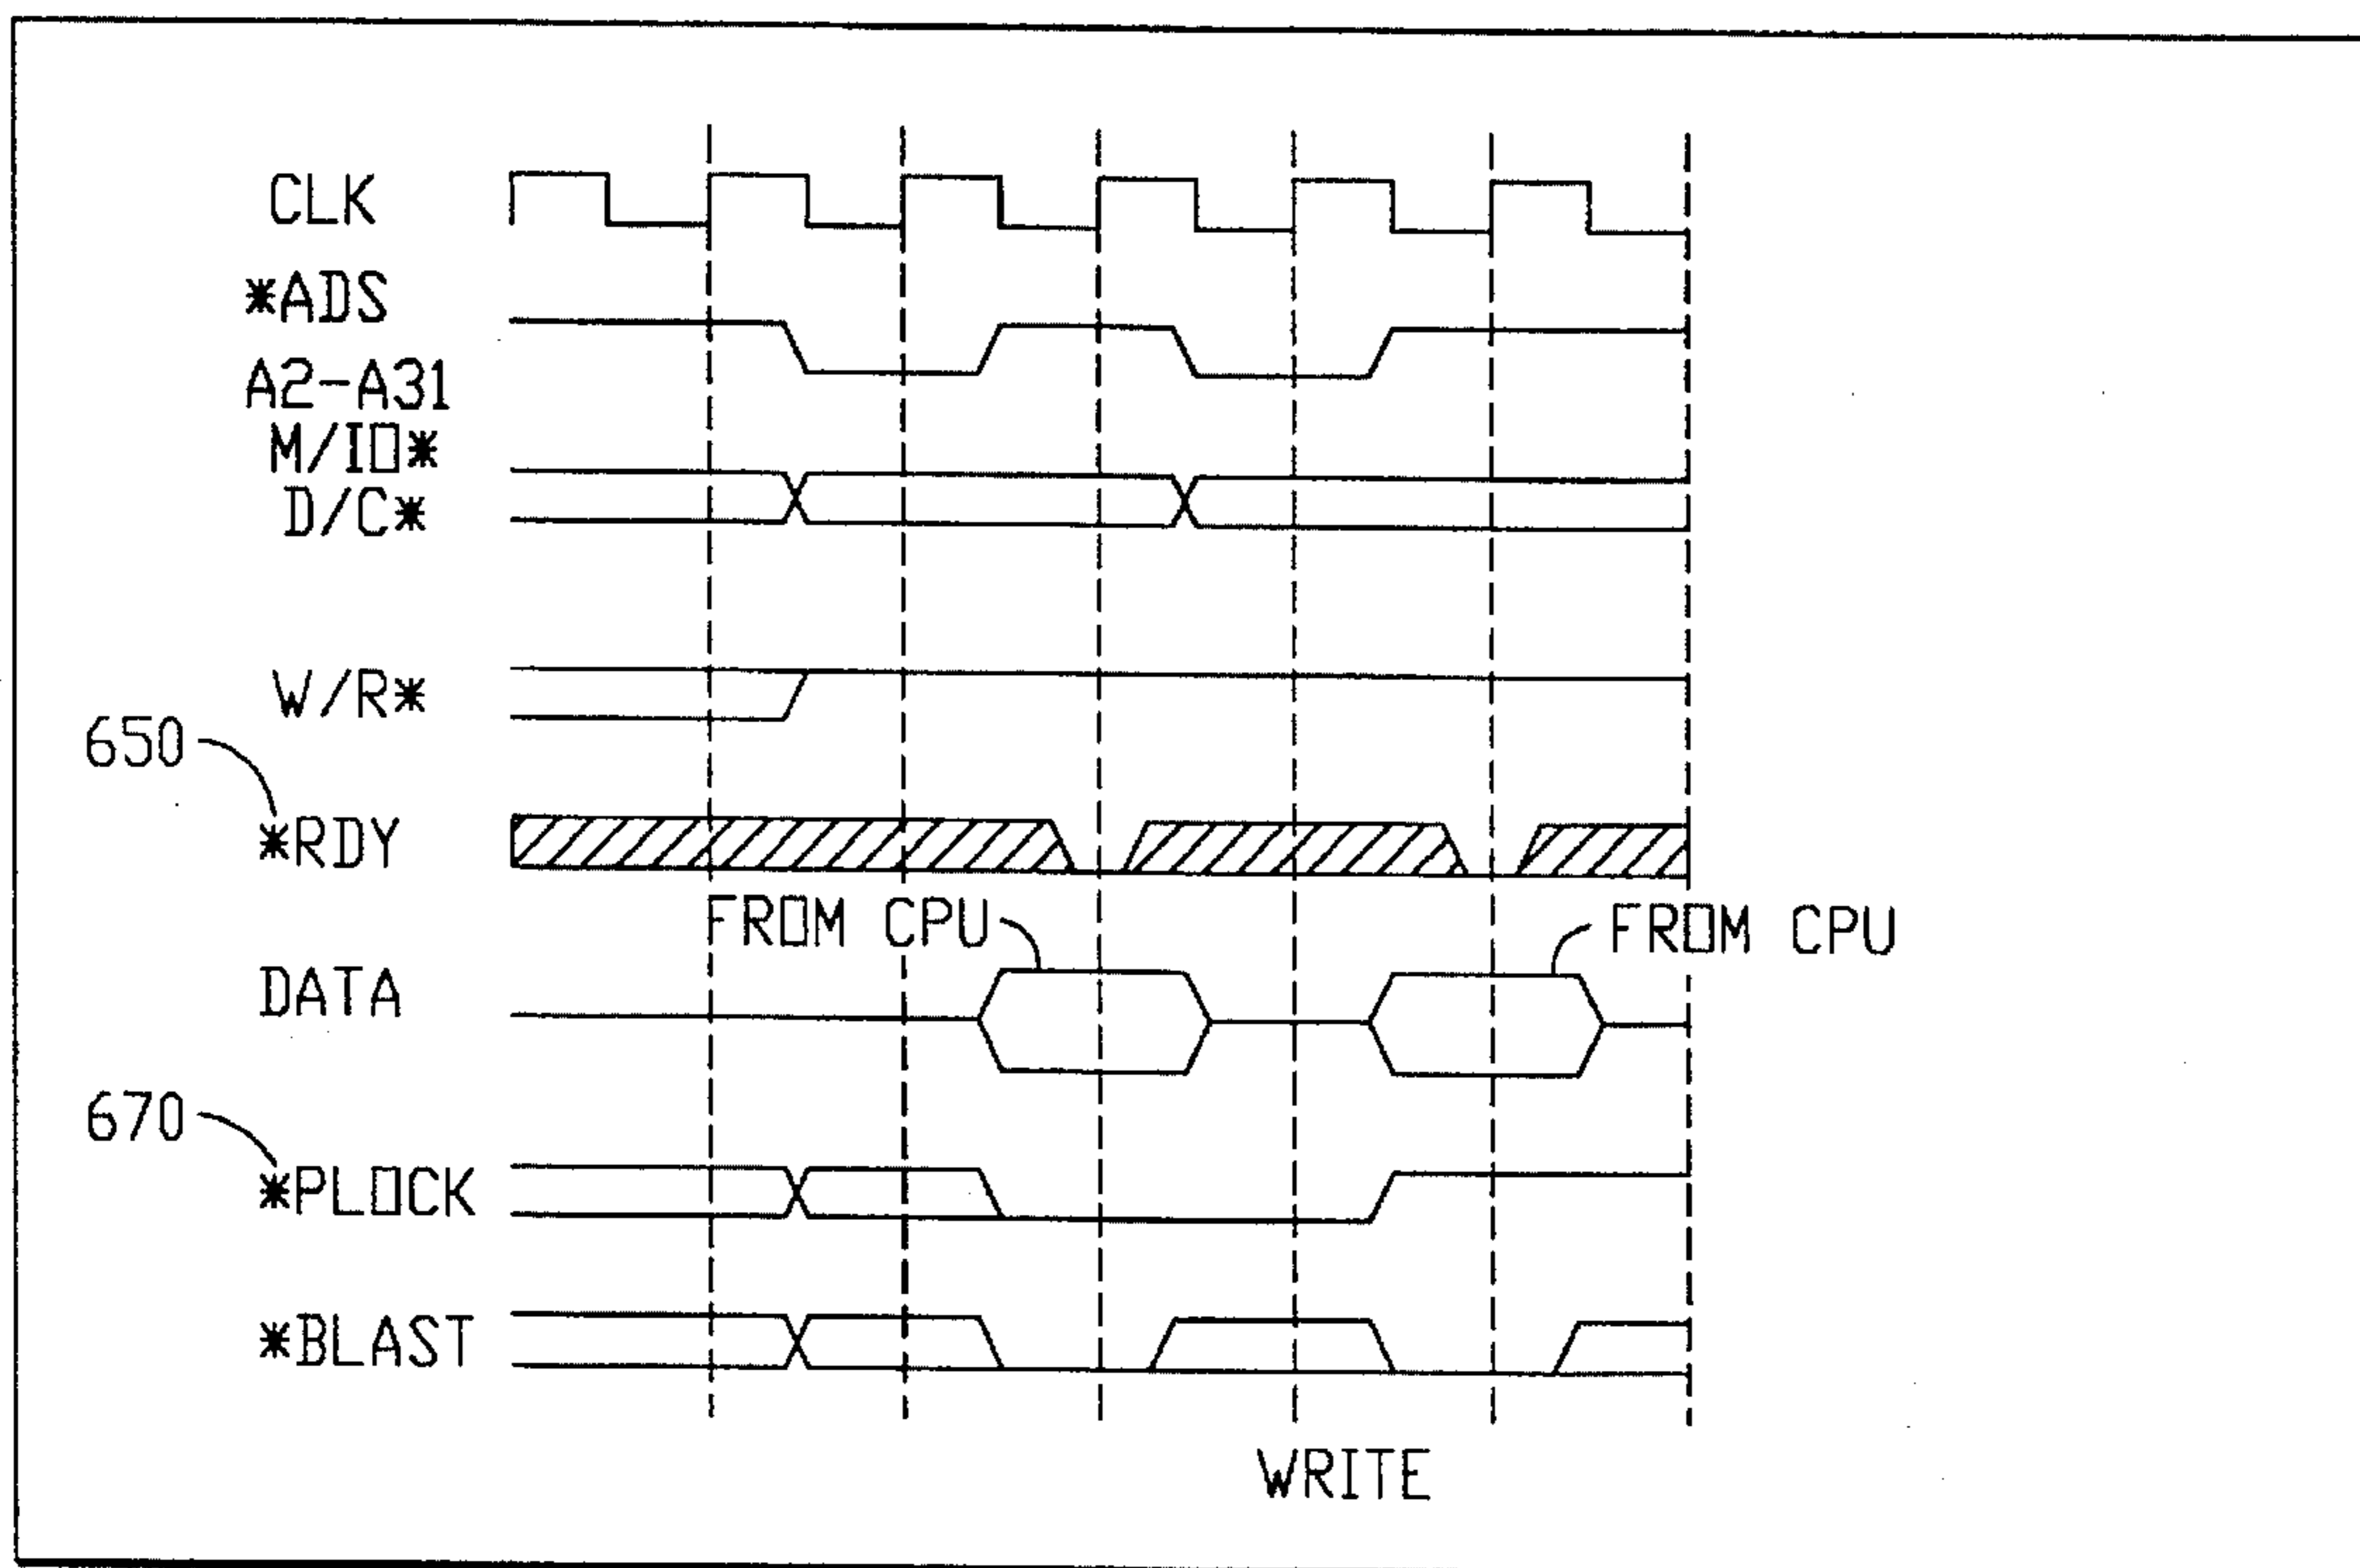 CLK
*ADS
A2-A31
M/IO*
D/C*
W/R*
650
*RDY
FROM CPU
FROM CPU
DATA
670
*PLOCK
*BLAST
WRITE